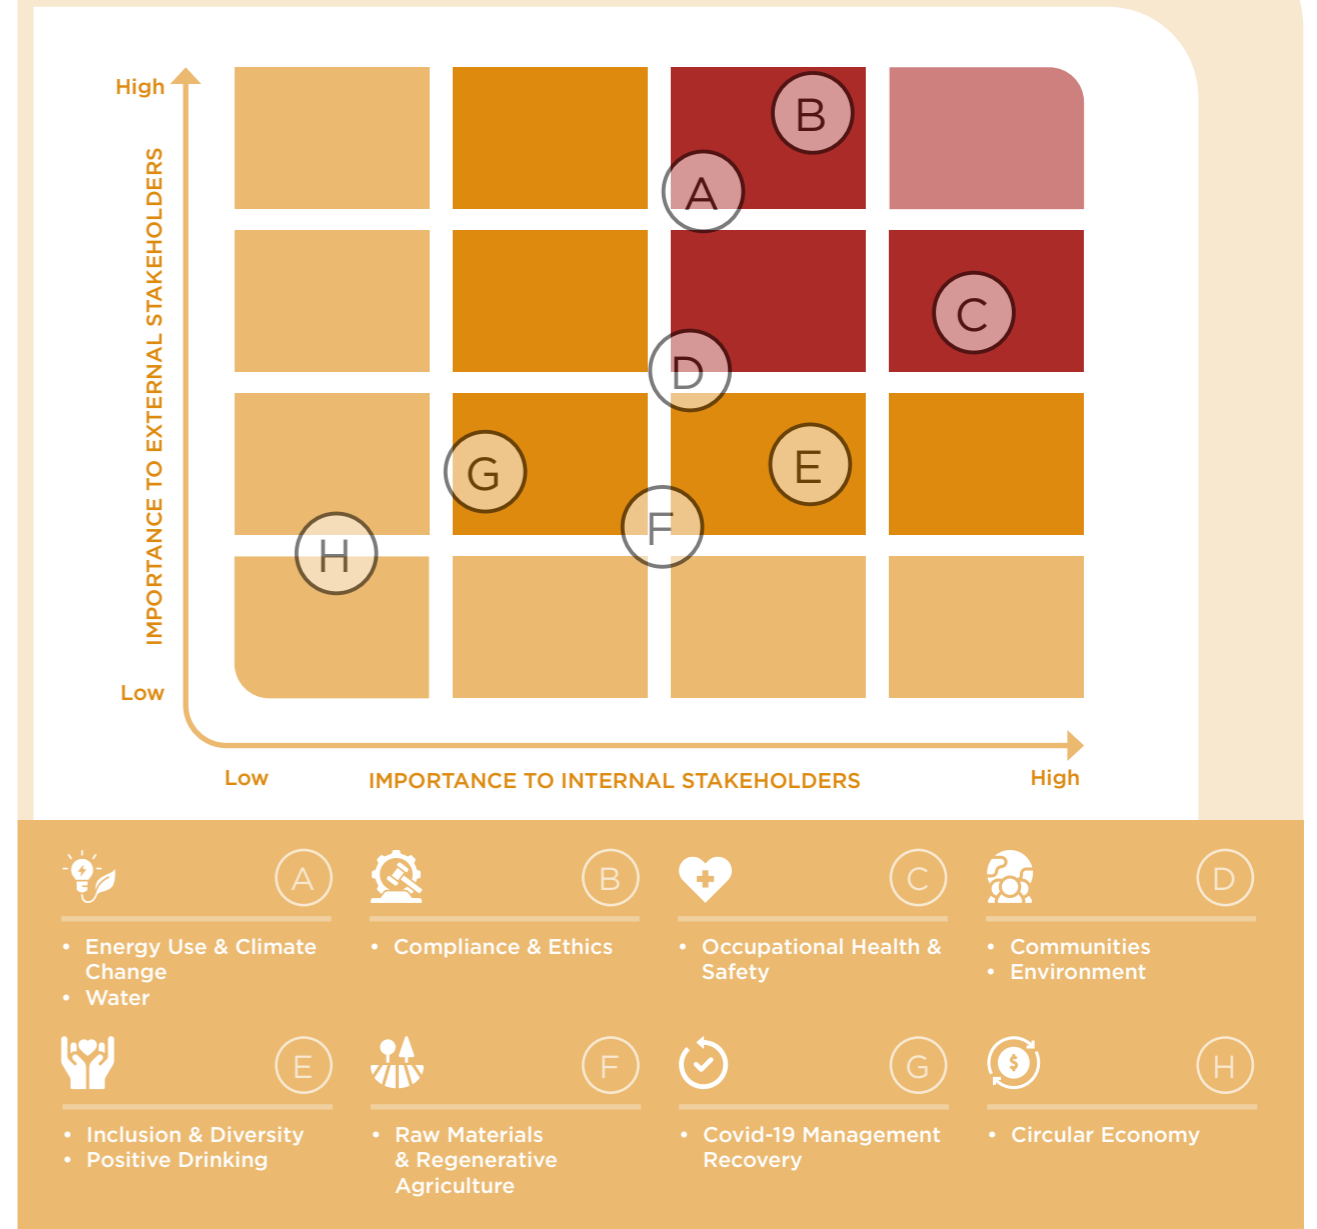 High
B
A
C
D
E
G
F
H
IMPORTANCE TO EXTERNAL STAKEHOLDERS
Low
Low
IMPORTANCE TO INTERNAL STAKEHOLDERS
High
A
• Energy Use & Climate
Change
• Water
B
• Compliance & Ethics
C
• Occupational Health &
Safety
D
• Communities
• Environment
E
• Inclusion & Diversity
• Positive Drinking
F
• Raw Materials
& Regenerative
Agriculture
G
• Covid-19 Management
Recovery
$
H
• Circular Economy